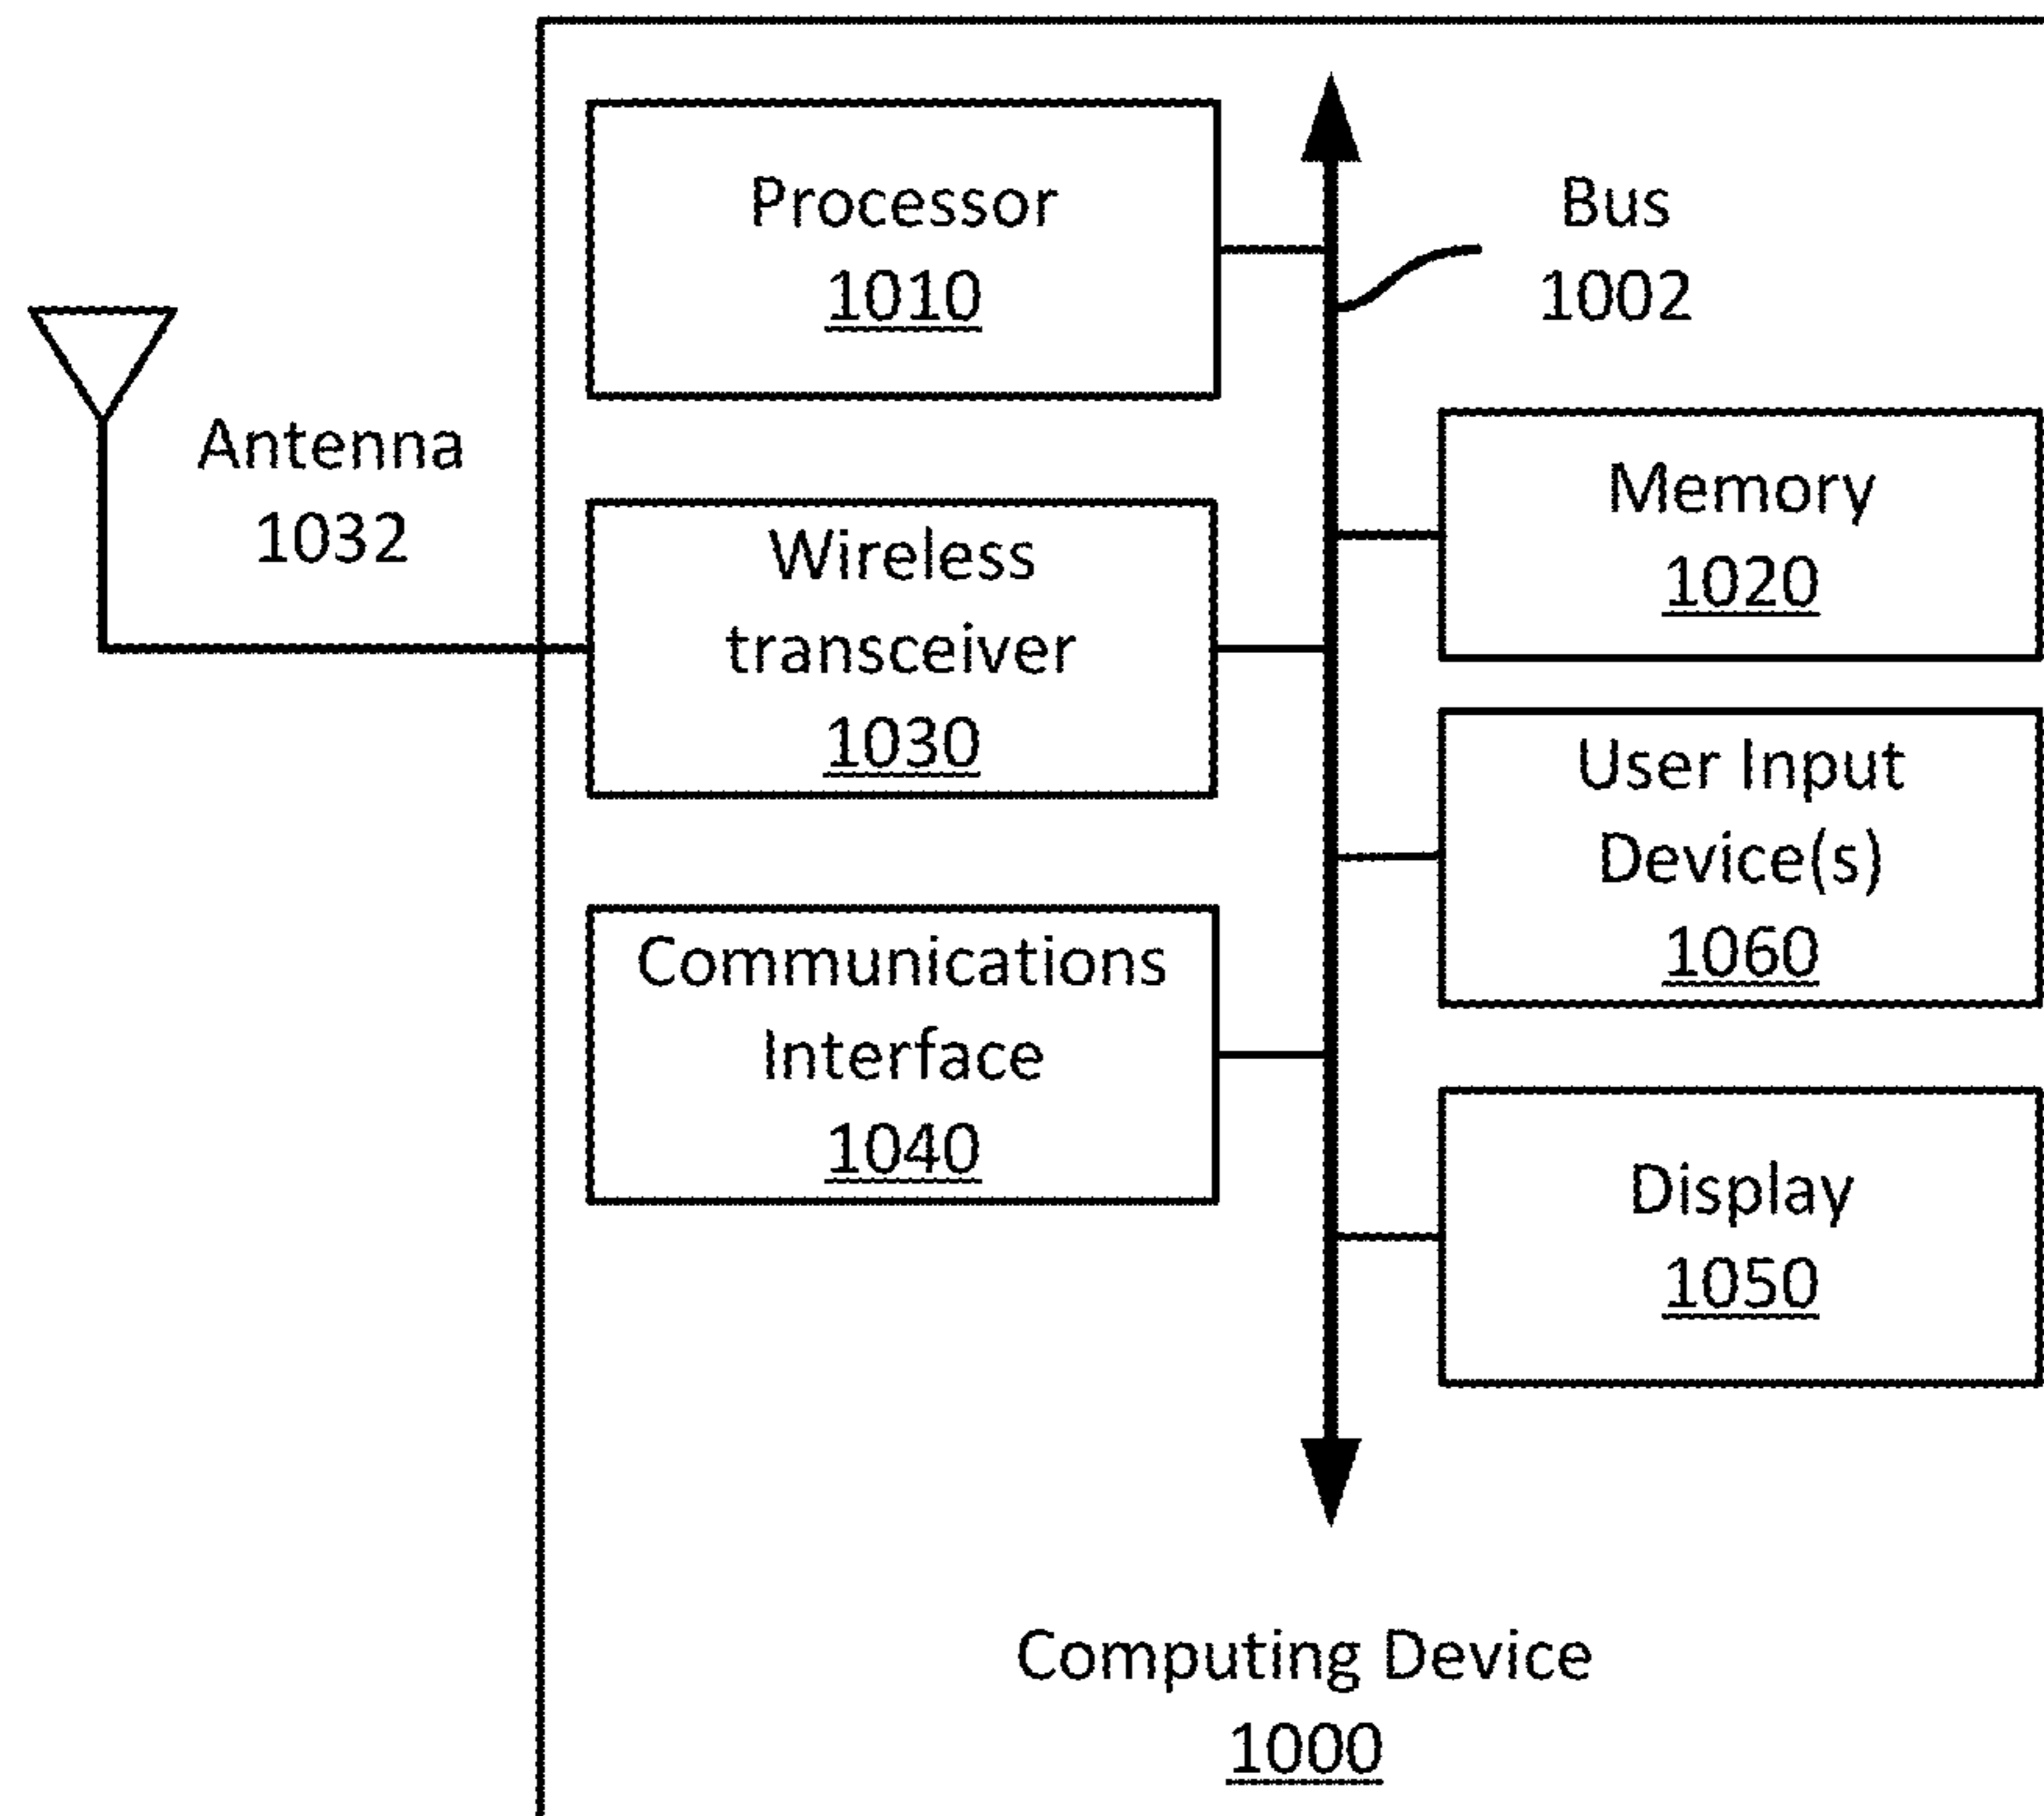 Processor
1010
Bus
1002
Antenna
1032
Wireless
transceiver
1030
Memory
1020
User Input
Device(s)
1060
Communications
Interface
1040
Display
1050
Computing Device
1000